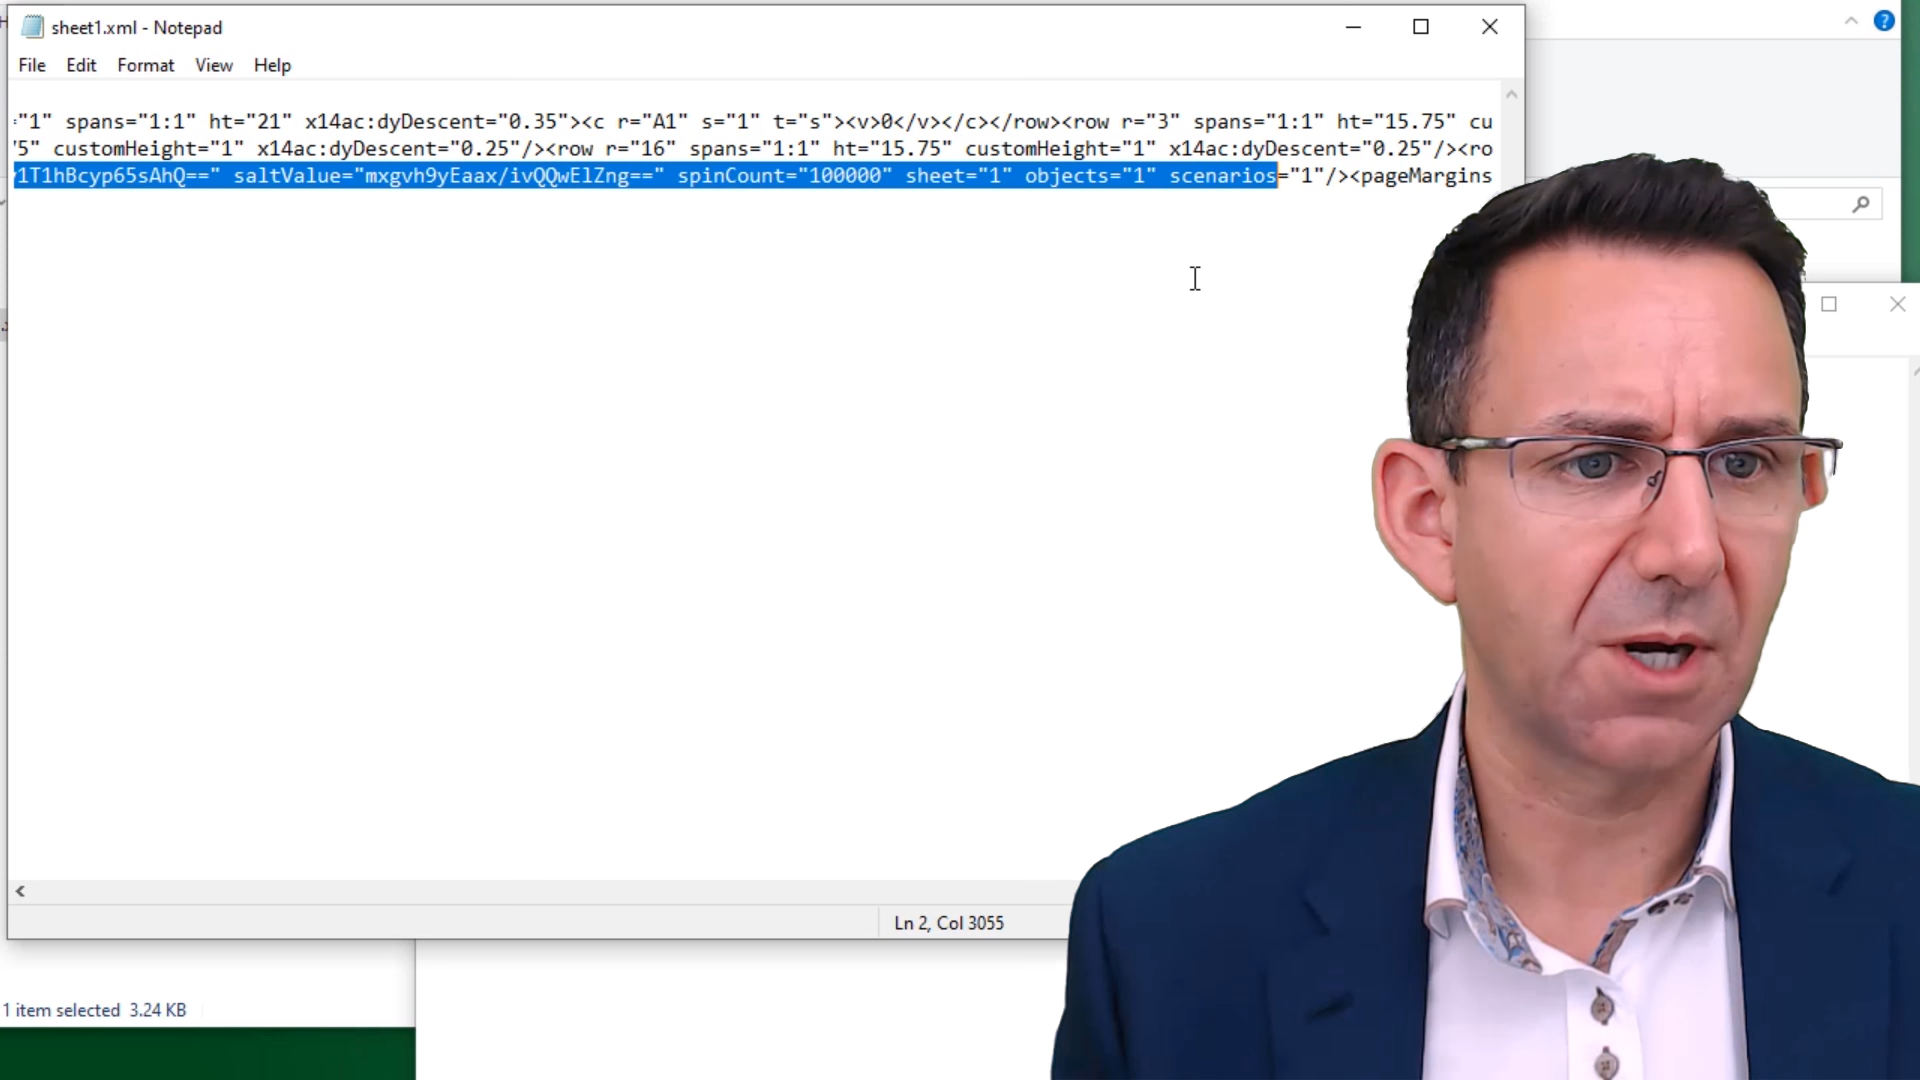 sheet1.xml - Notepad
File Edit Format View Help
"1" spans="1:1" ht="21" x14ac:dyDescent="0.35"><c r="A1" s="1" t="s"><v>0</v></c></row><row r="3" spans="1:1" ht="15.75" cu
5" customHeight="1" x14ac:dyDescent="0.25"/><row r="16" spans="1:1" ht="15.75" customHeight="1" x14ac:dyDescent="0.25"/><ro
1T1hBcyp65sAhQ==" saltValue="mxgvh9yEaax/ivQQwElZng==" spinCount="100000" sheet="1" objects="1" scenarios="1"/><pageMargins
Ln 2, Col 3055
1 item selected 3.24 KB